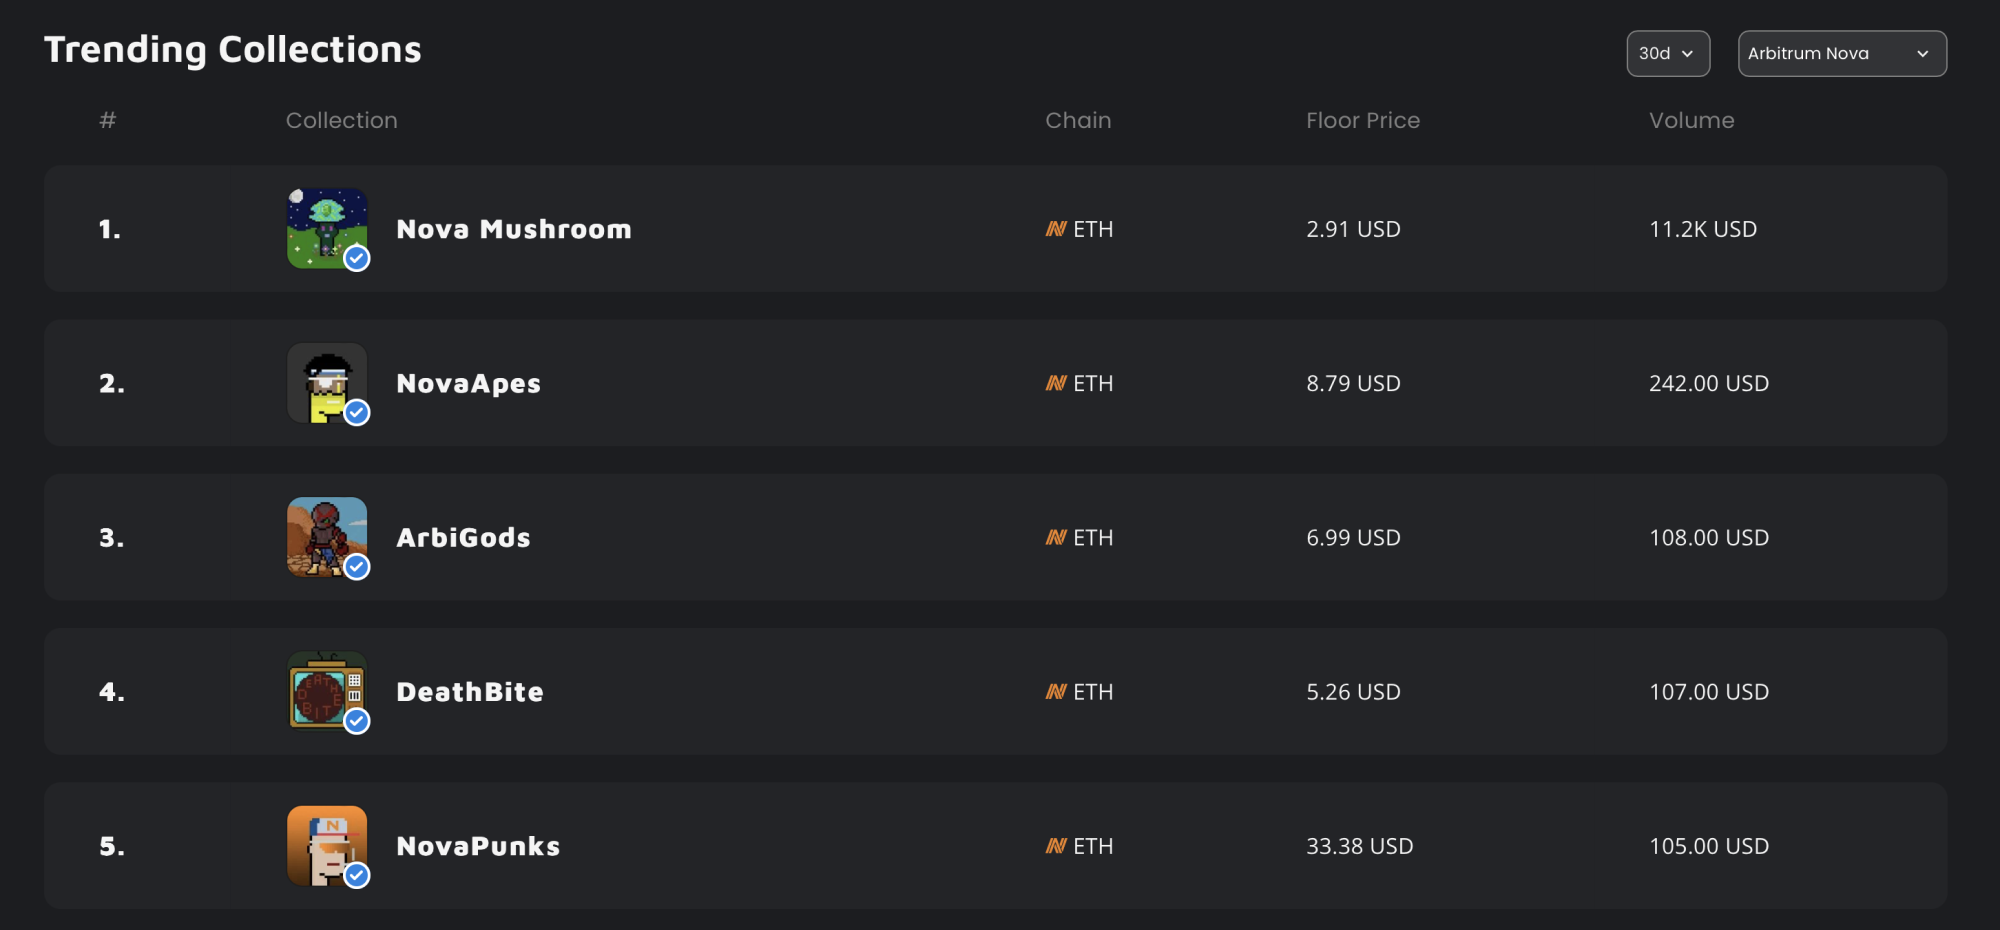 Trending Collections
30d
Arbitrum Nova
# Collection Chain Floor Price Volume
1. Nova Mushroom ETH 2.91 USD 11.2K USD
2. NovaApes ETH 8.79 USD 242.00 USD
3. ArbiGods ETH 6.99 USD 108.00 USD
DEATH
BITE
4. DeathBite ETH 5.26 USD 107.00 USD
N
5. NovaPunks ETH 33.38 USD 105.00 USD